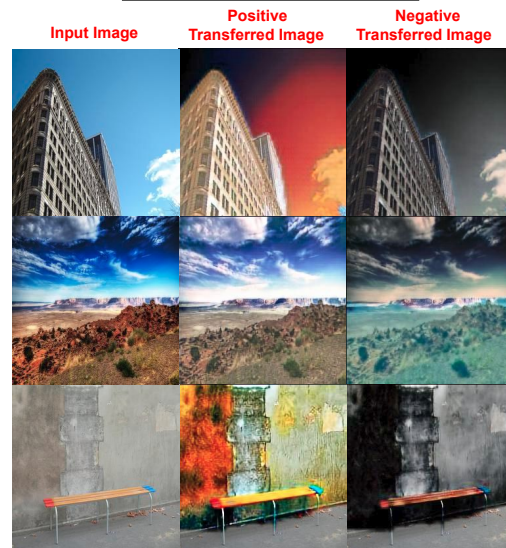 Input Image
Positive
Transferred Image
Negative
Transferred Image